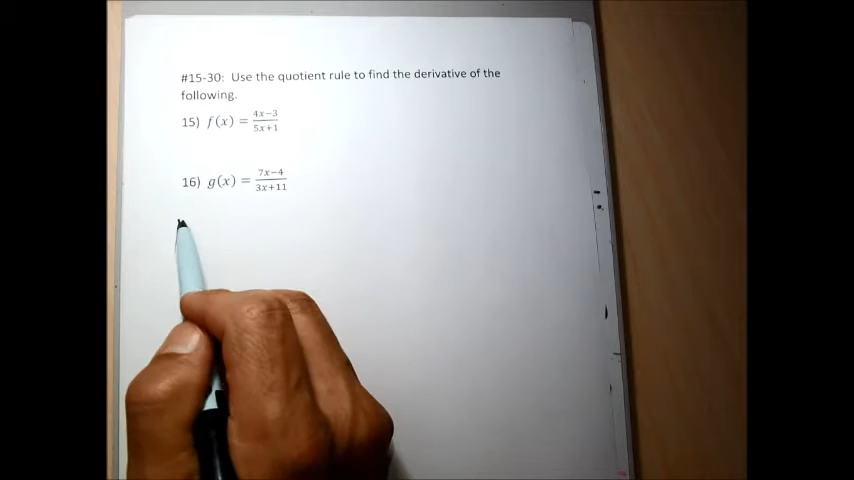 #15-30: Use the quotient rule to find the derivative of the
following.
15) f(x) = (4x−3)/(5x+1)
16) g(x) = (7x−4)/(3x+11)